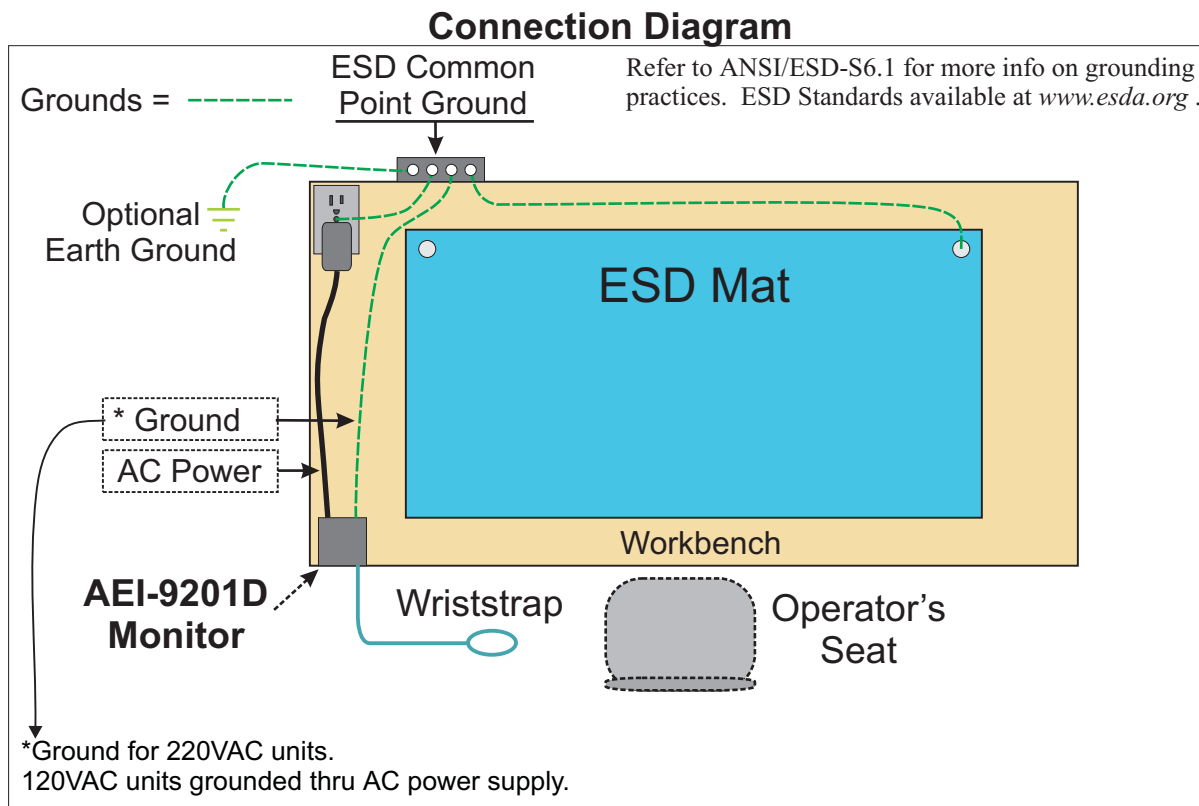 Connection Diagram
Grounds =
ESD Common
Point Ground
Refer to ANSI/ESD-S6.1 for more info on grounding
practices. ESD Standards available at www.esda.org .
Optional
Earth Ground
ESD Mat
* Ground
AC Power
Workbench
AEI-9201D
Monitor
Wriststrap
Operator's
Seat
*Ground for 220VAC units.
120VAC units grounded thru AC power supply.